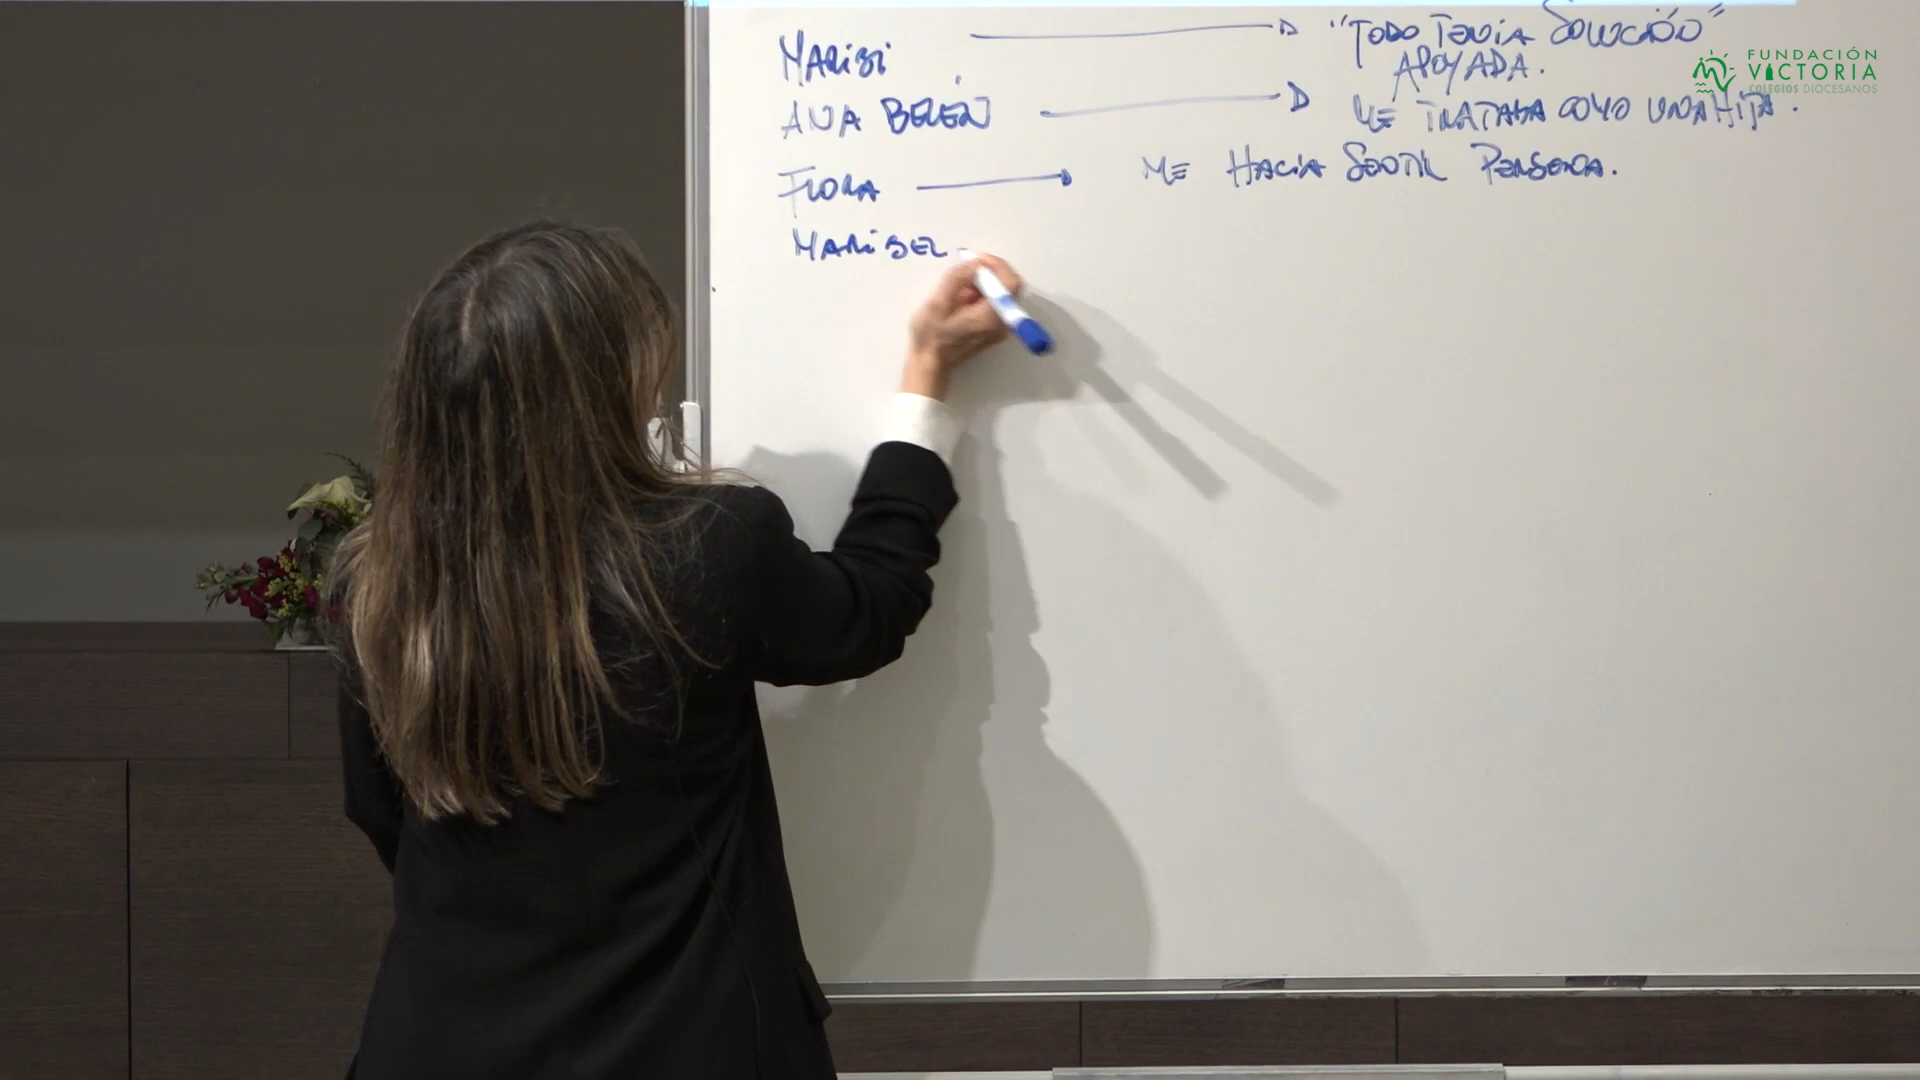 MARIBI → "TODO TENÍA SOLUCIÓN"
APOYADA.
ANA BELÉN → ME TRATABA COMO UNA HIJA.
FLORA → ME HACÍA SENTIR PERSONA.
MARIBEL
FUNDACIÓN
VICTORIA
COLEGIOS DIOCESANOS